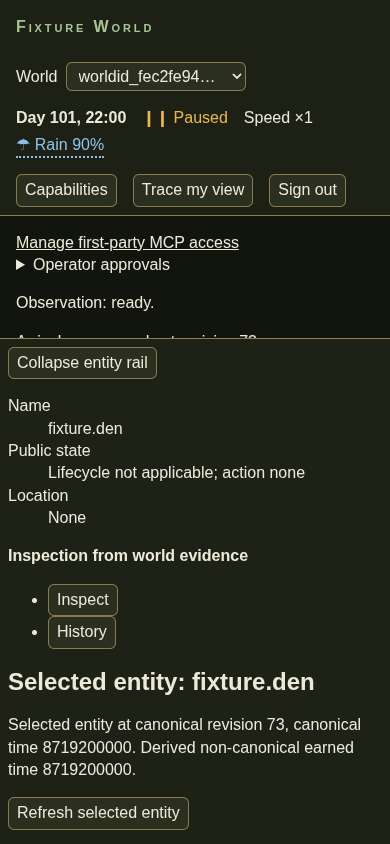 Fixture World
World worldid_fec2fe94…
Day 101, 22:00 ❙❙ Paused Speed ×1
☂ Rain 90%
Capabilities Trace my view Sign out
Manage first-party MCP access
▶ Operator approvals
Observation: ready.
Collapse entity rail
Name
fixture.den
Public state
Lifecycle not applicable; action none
Location
None
Inspection from world evidence
• Inspect
• History
Selected entity: fixture.den
Selected entity at canonical revision 73, canonical
time 8719200000. Derived non-canonical earned
time 8719200000.
Refresh selected entity